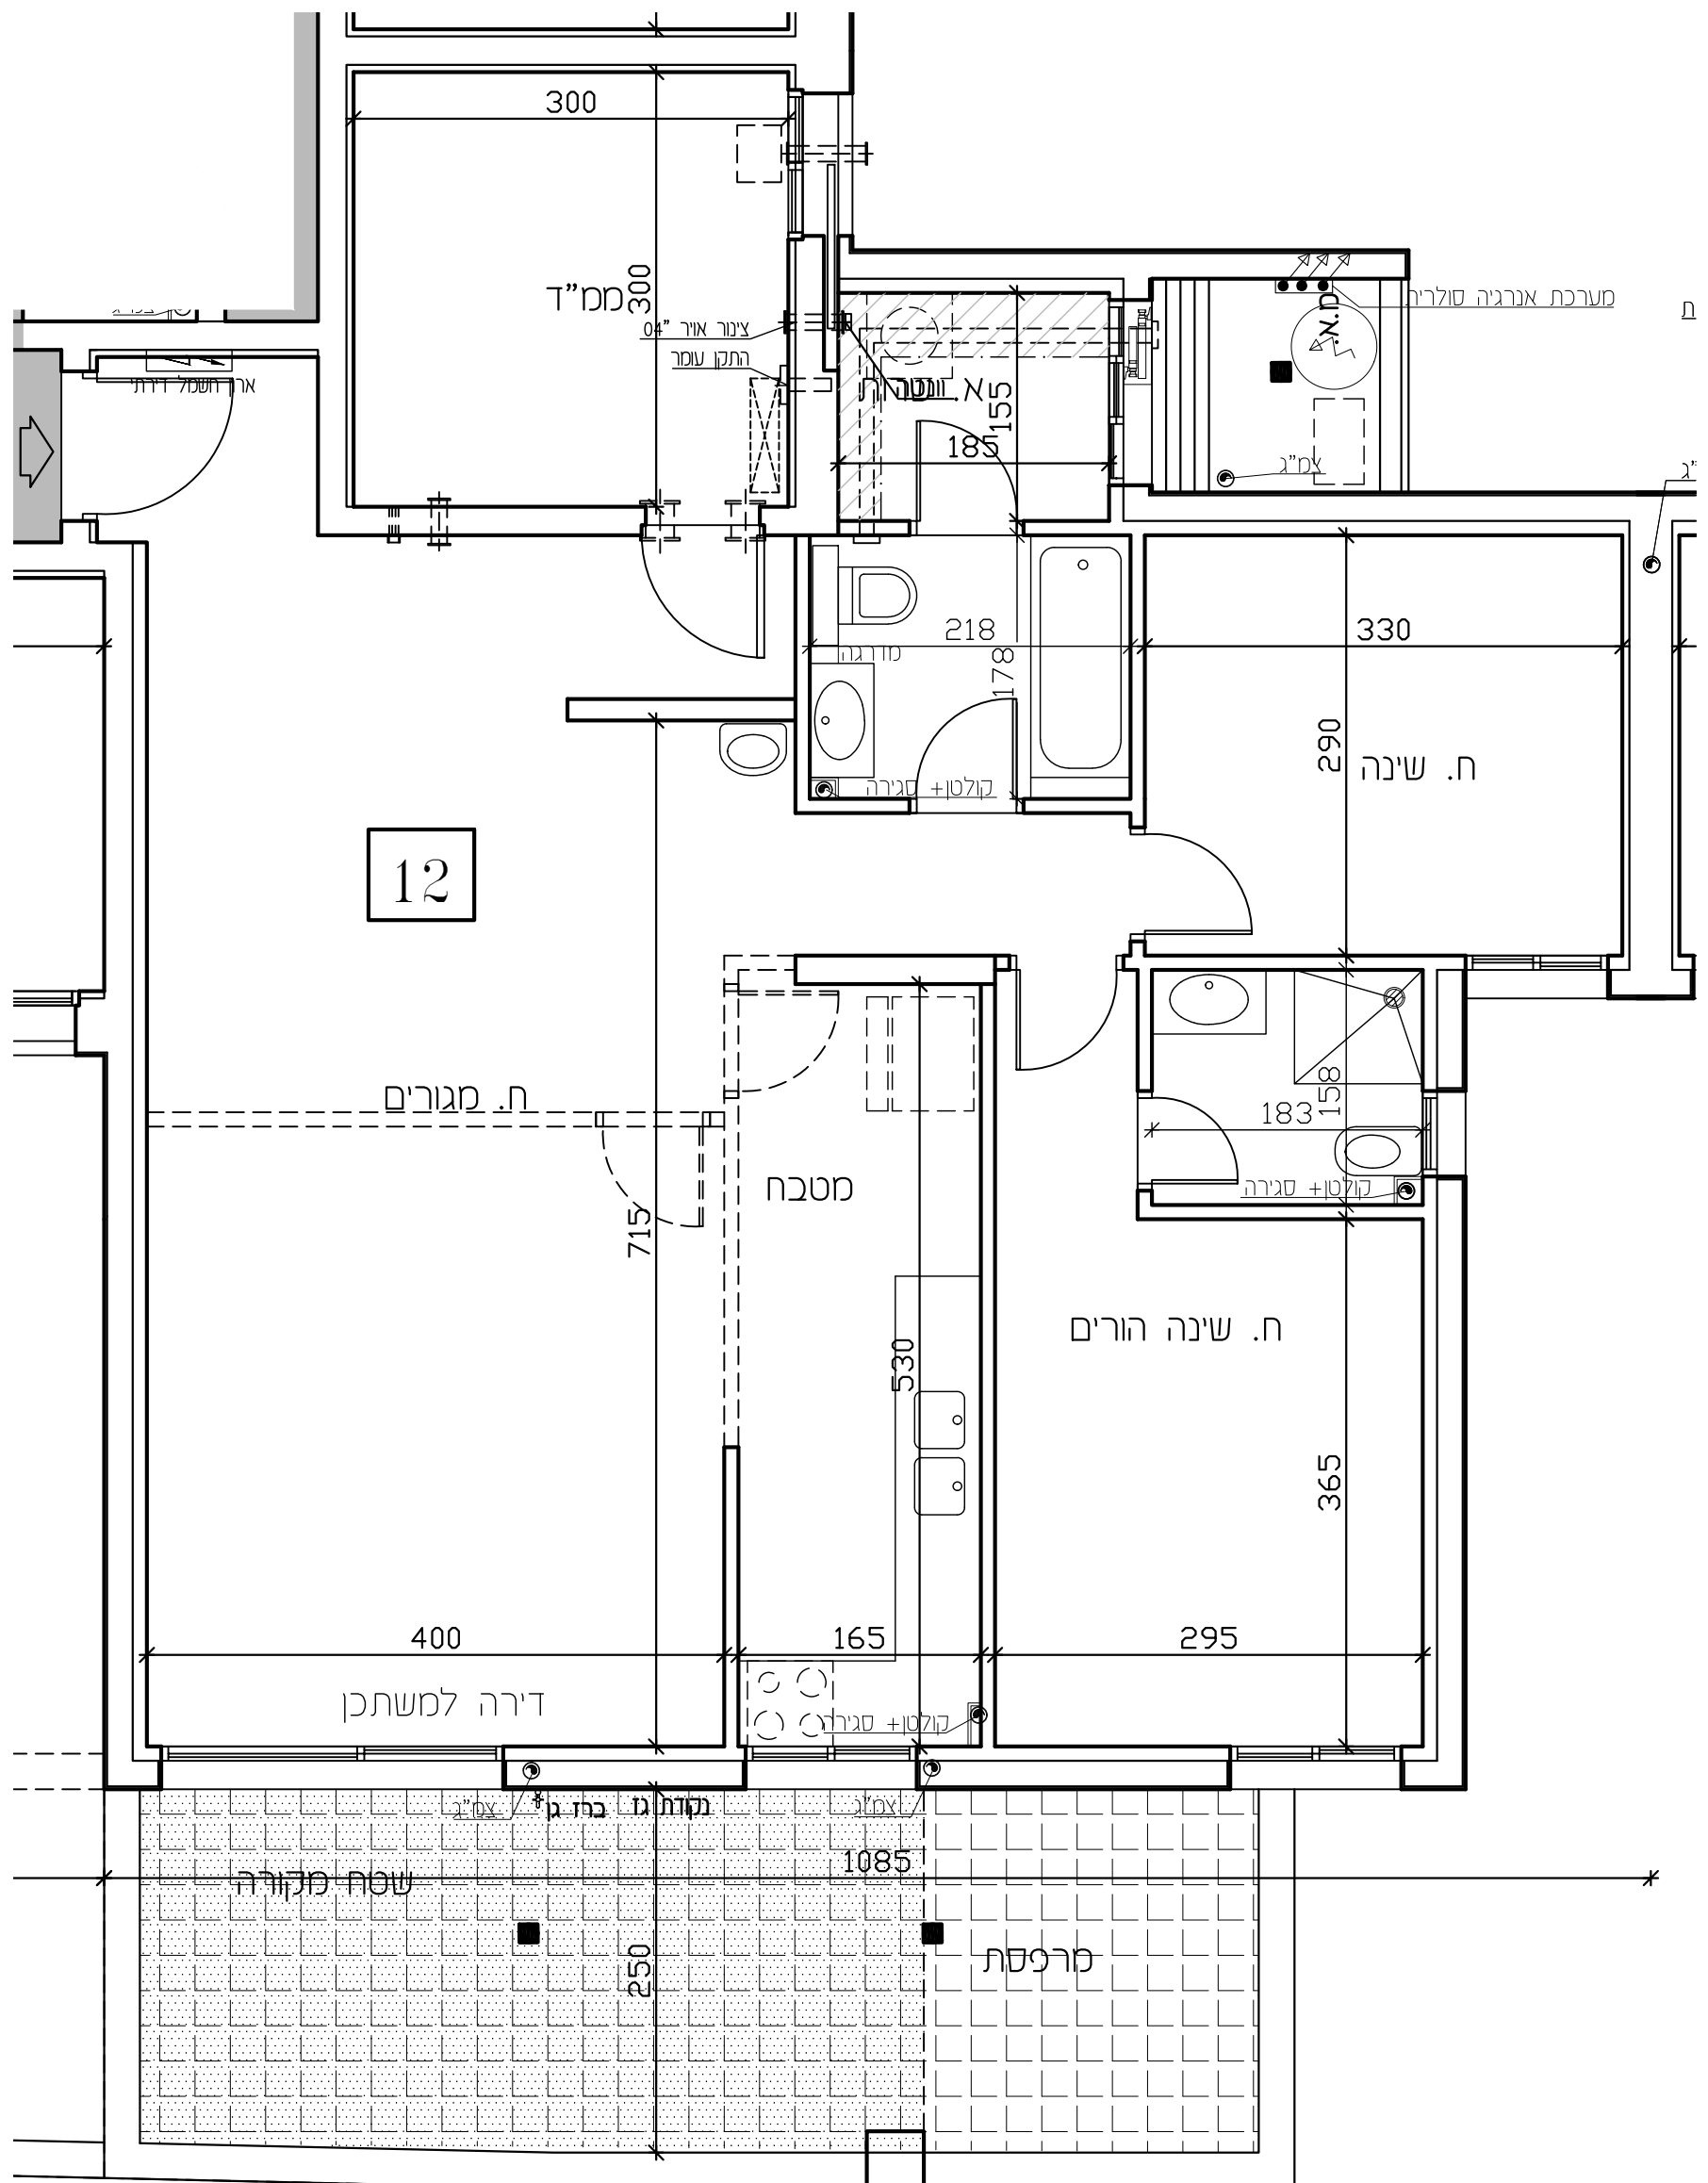 300
ממ"ד
300
צינור אויר "04
התקן עומר
ארון חשמל דירתי
א. שרות
וונטה
155
185
מ.א.
מערכת אנרגיה סולרית
צמ"ג
218
מדרגה
178
קולטן+ סגירה
330
290
ח. שינה
12
ח. מגורים
715
מטבח
530
158
183
קולטן+ סגירה
ח. שינה הורים
365
400
165
295
דירה למשתכן
קולטן+ סגירה
צמ"ג
ברז גן
נקודת גז
צמ"ג
1085
שטח מקורה
250
מרפסת